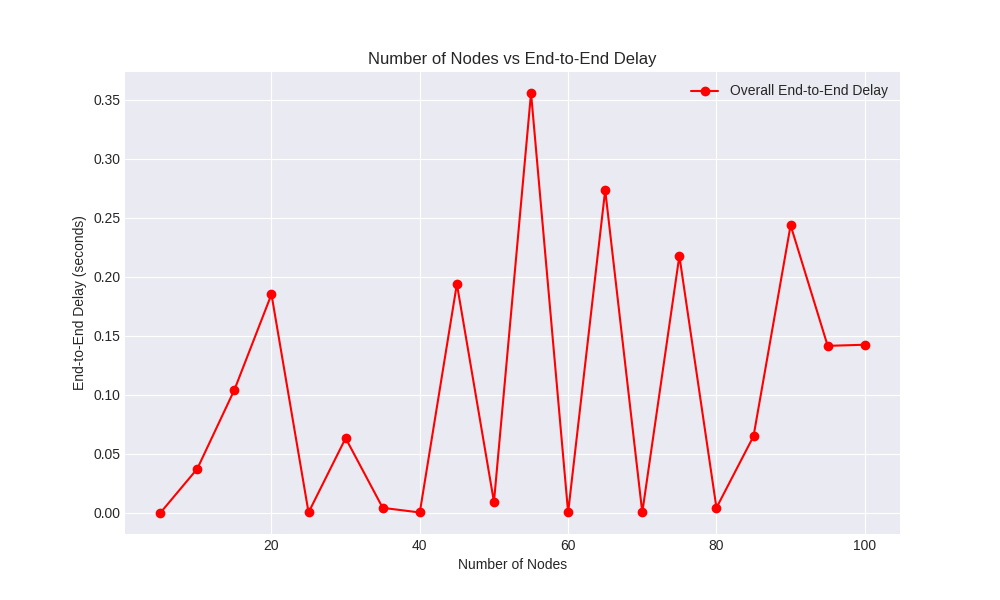 Number of Nodes vs End-to-End Delay
Overall End-to-End Delay
End-to-End Delay (seconds)
0.35
0.30
0.25
0.20
0.15
0.10
0.05
0.00
20 40 60 80 100
Number of Nodes